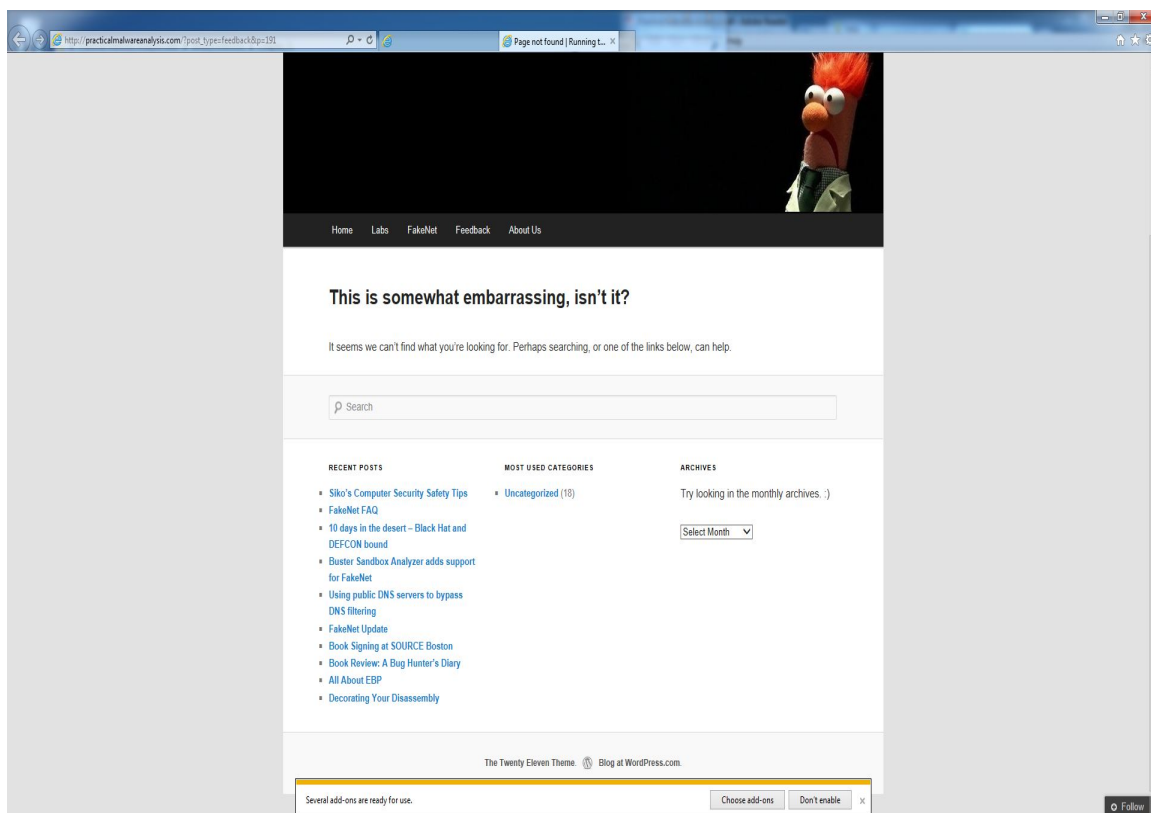 http://practicalmalwareanalysis.com/?post_type=feedback&p=191
Page not found | Running t...
Home Labs FakeNet Feedback About Us
This is somewhat embarrassing, isn't it?
It seems we can't find what you're looking for. Perhaps searching, or one of the links below, can help.
Search
RECENT POSTS
Siko's Computer Security Safety Tips
FakeNet FAQ
10 days in the desert – Black Hat and
DEFCON bound
Buster Sandbox Analyzer adds support
for FakeNet
Using public DNS servers to bypass
DNS filtering
FakeNet Update
Book Signing at SOURCE Boston
Book Review: A Bug Hunter's Diary
All About EBP
Decorating Your Disassembly
MOST USED CATEGORIES
Uncategorized (18)
ARCHIVES
Try looking in the monthly archives. :)
Select Month
The Twenty Eleven Theme. Blog at WordPress.com.
Several add-ons are ready for use.
Choose add-ons
Don't enable
Follow